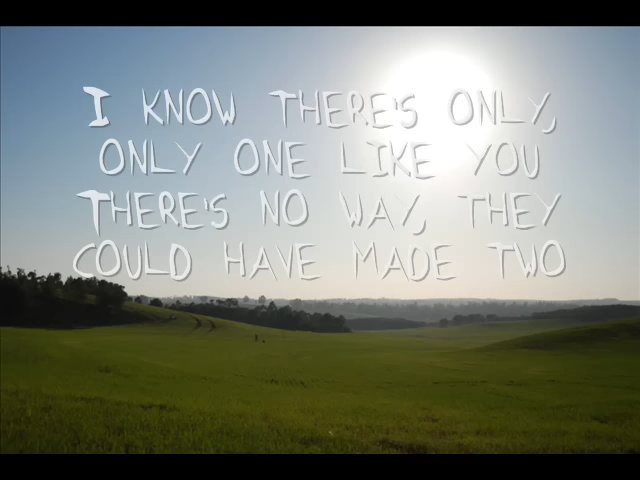 I KNOW THERE'S ONLY,
ONLY ONE LIKE YOU
THERE'S NO WAY, THEY
COULD HAVE MADE TWO